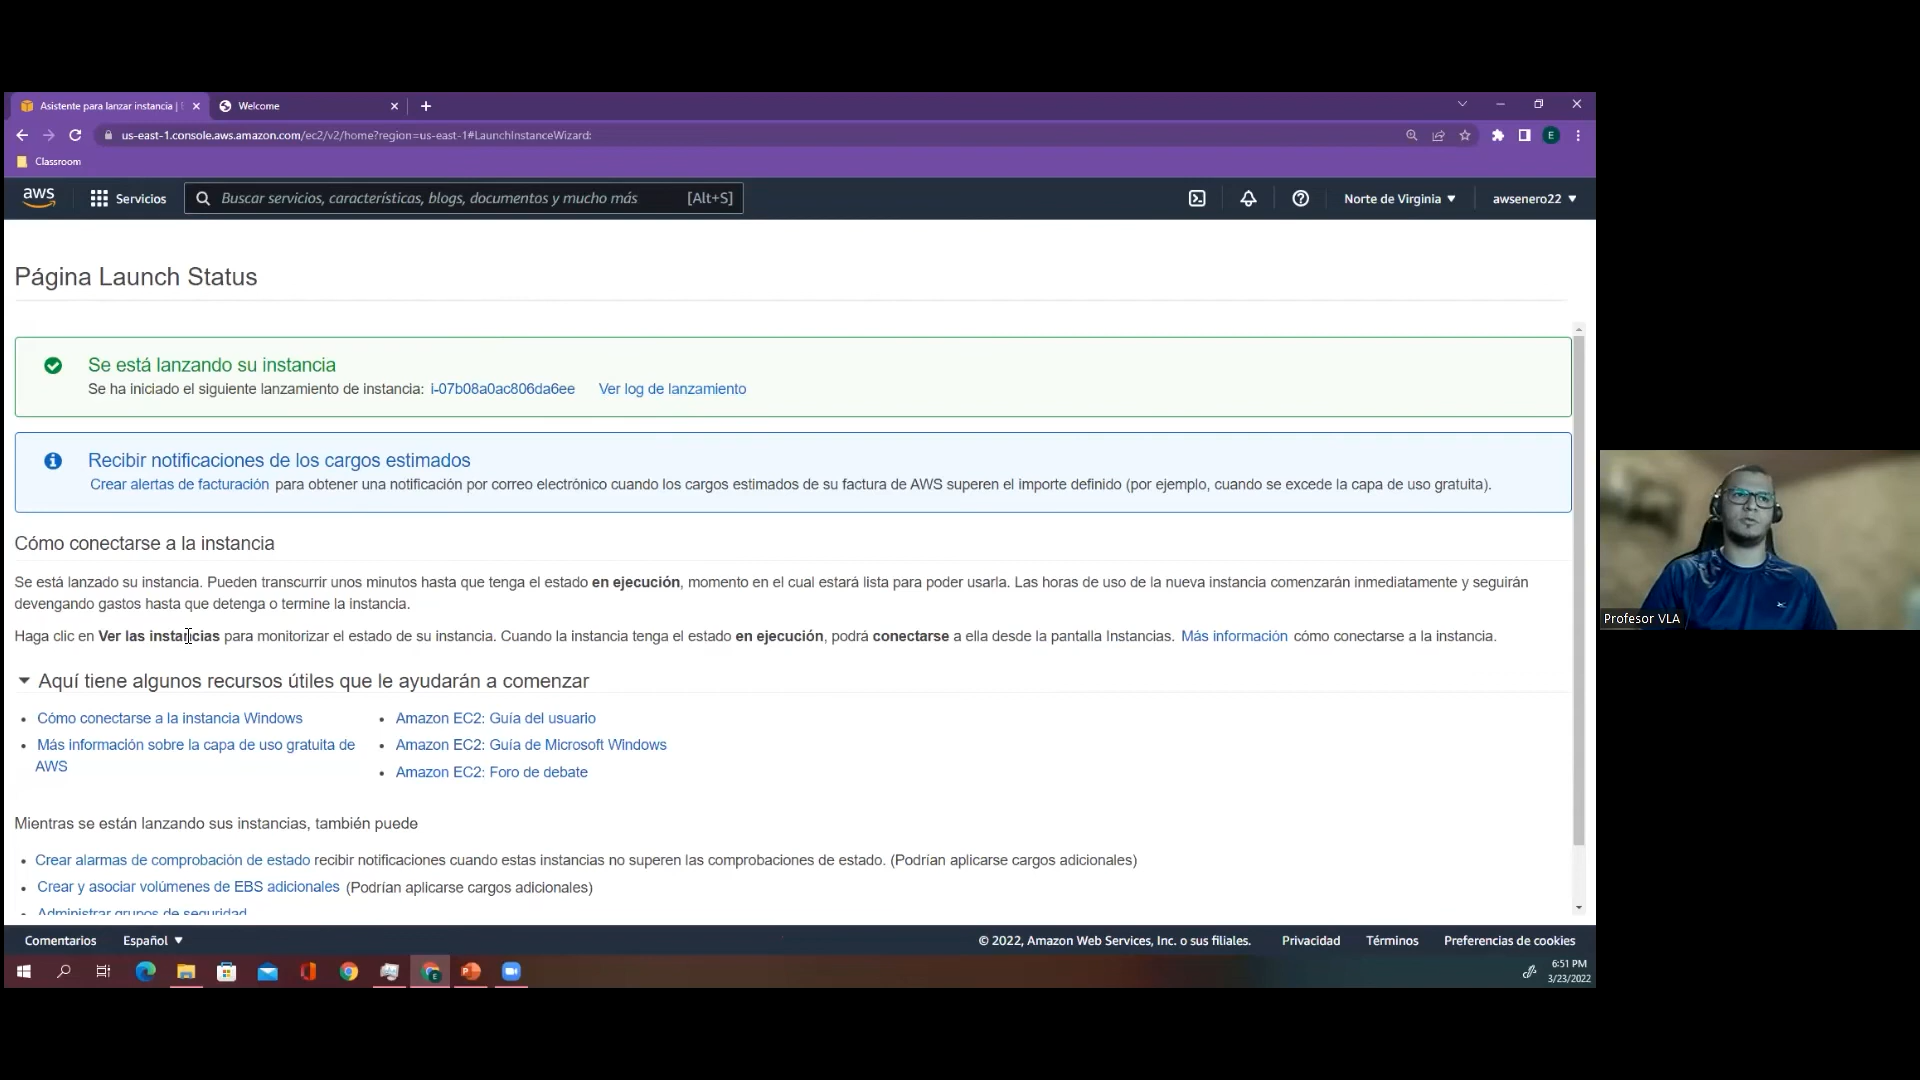 Asistente para lanzar instancia |
Welcome
us-east-1.console.aws.amazon.com/ec2/v2/home?region=us-east-1#LaunchInstanceWizard:
E
Classroom
aws
Servicios
Buscar servicios, características, blogs, documentos y mucho más
[Alt+S]
Norte de Virginia
awsenero22
Página Launch Status
Se está lanzando su instancia
Se ha iniciado el siguiente lanzamiento de instancia: i-07b08a0ac806da6ee Ver log de lanzamiento
Recibir notificaciones de los cargos estimados
Crear alertas de facturación para obtener una notificación por correo electrónico cuando los cargos estimados de su factura de AWS superen el importe definido (por ejemplo, cuando se excede la capa de uso gratuita).
Cómo conectarse a la instancia
Se está lanzado su instancia. Pueden transcurrir unos minutos hasta que tenga el estado en ejecución, momento en el cual estará lista para poder usarla. Las horas de uso de la nueva instancia comenzarán inmediatamente y seguirán
devengando gastos hasta que detenga o termine la instancia.
Haga clic en Ver las instancias para monitorizar el estado de su instancia. Cuando la instancia tenga el estado en ejecución, podrá conectarse a ella desde la pantalla Instancias. Más información cómo conectarse a la instancia.
Aquí tiene algunos recursos útiles que le ayudarán a comenzar
• Cómo conectarse a la instancia Windows
• Más información sobre la capa de uso gratuita de
AWS
• Amazon EC2: Guía del usuario
• Amazon EC2: Guía de Microsoft Windows
• Amazon EC2: Foro de debate
Mientras se están lanzando sus instancias, también puede
• Crear alarmas de comprobación de estado recibir notificaciones cuando estas instancias no superen las comprobaciones de estado. (Podrían aplicarse cargos adicionales)
• Crear y asociar volúmenes de EBS adicionales (Podrían aplicarse cargos adicionales)
• Administrar grupos de seguridad
Comentarios
Español
© 2022, Amazon Web Services, Inc. o sus filiales.
Privacidad
Términos
Preferencias de cookies
6:51 PM
3/23/2022
Profesor VLA